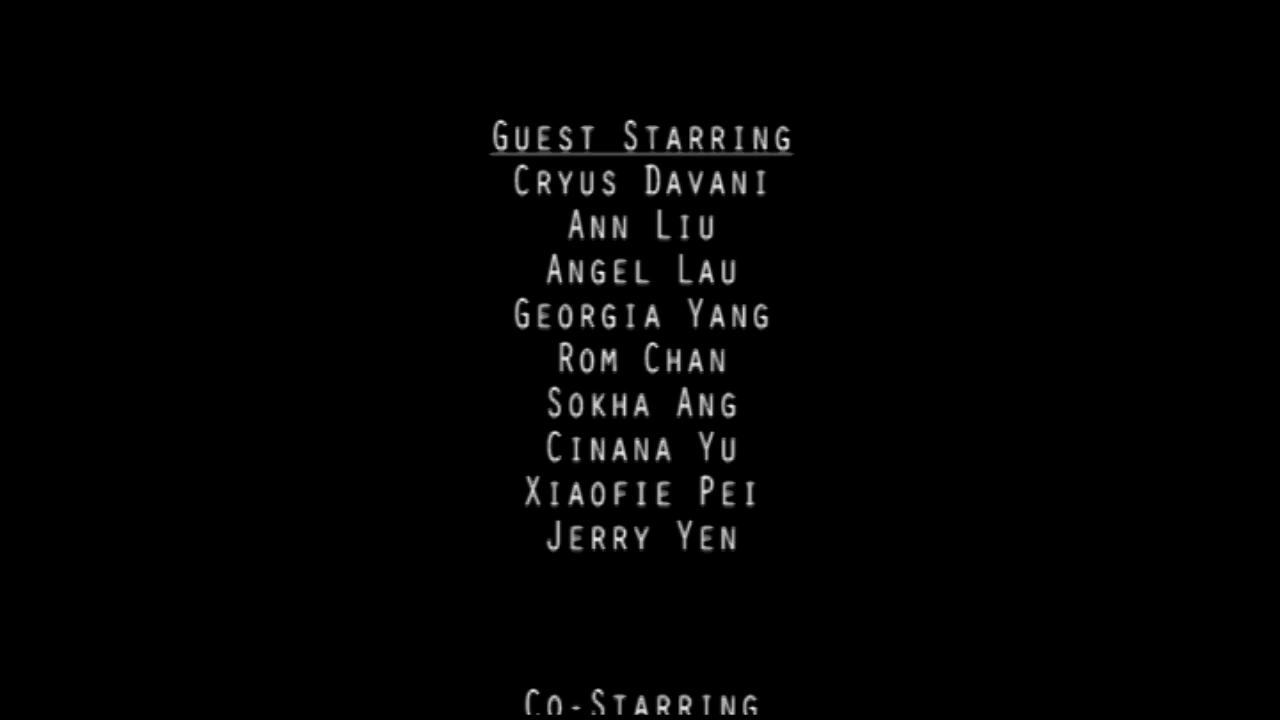 Guest Starring
Cryus Davani
Ann Liu
Angel Lau
Georgia Yang
Rom Chan
Sokha Ang
Cinana Yu
Xiaofie Pei
Jerry Yen
Co-Starring